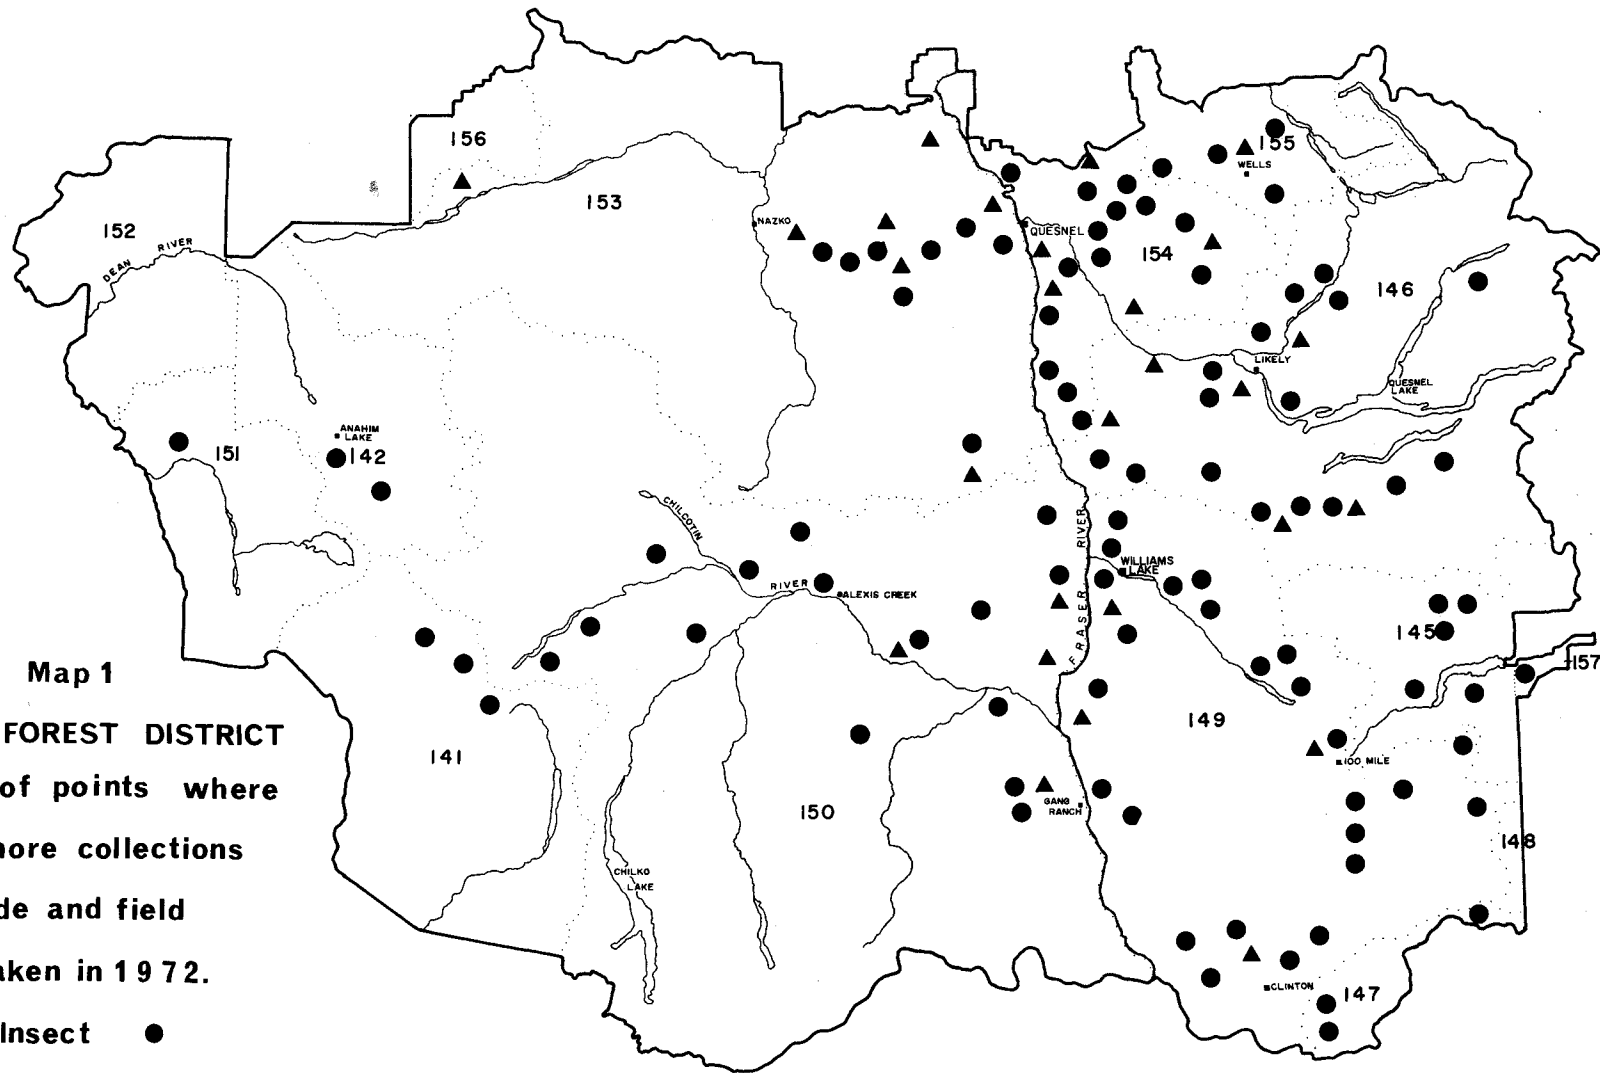 156
155
WELLS
153
152
DEAN RIVER
NAZKO
QUESNEL
154
146
LIKELY
QUESNEL
LAKE
ANAHIM
LAKE
142
151
CHILCOTIN
RIVER
ALEXIS CREEK
FRASER RIVER
WILLIAMS
LAKE
145
157
Map 1
FOREST DISTRICT
of points where
more collections
de and field
aken in 1972.
Insect
141
149
100 MILE
150
GANG
RANCH
148
CHILKO
LAKE
CLINTON
147